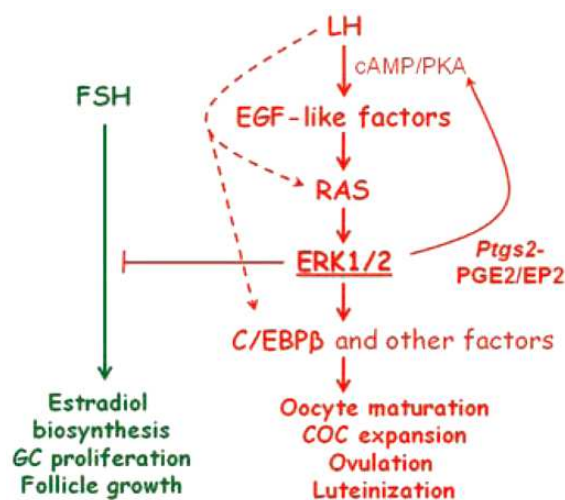 LH
cAMP/PKA
FSH
EGF-like factors
RAS
ERK1/2
Ptgs2-
PGE2/EP2
C/EBPβ and other factors
Estradiol
biosynthesis
GC proliferation
Follicle growth
Oocyte maturation
COC expansion
Ovulation
Luteinization